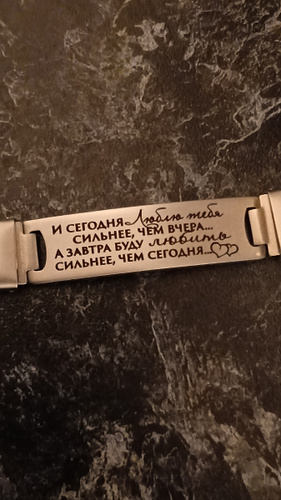 И СЕГОДНЯ Люблю тебя
СИЛЬНЕЕ, ЧЕМ ВЧЕРА...
А ЗАВТРА БУДУ любить
СИЛЬНЕЕ, ЧЕМ СЕГОДНЯ...